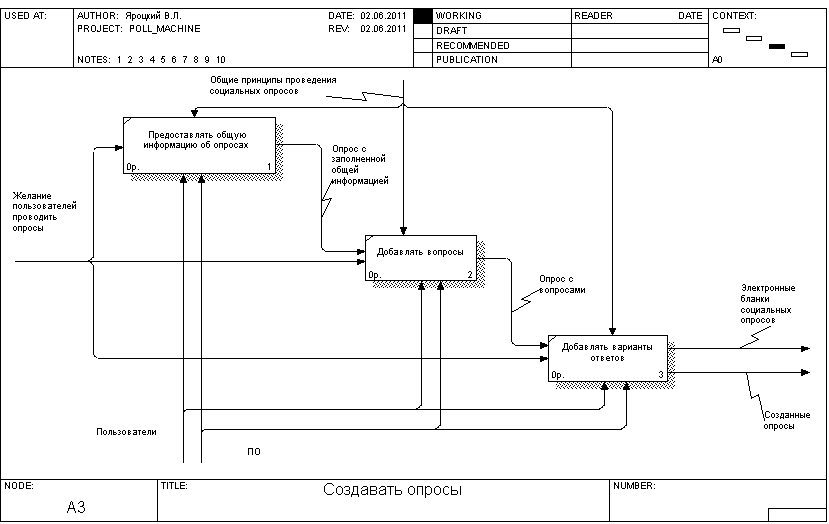 USED AT:
AUTHOR: Яроцкий В.Л.
DATE: 02.06.2011
PROJECT: POLL_MACHINE
REV: 02.06.2011
NOTES: 1 2 3 4 5 6 7 8 9 10
WORKING
DRAFT
RECOMMENDED
PUBLICATION
READER
DATE
CONTEXT:
A0
Общие принципы проведения
социальных опросов
Предоставлять общую
информацию об опросах
0р.
1
Опрос с
заполненной
общей
информацией
Желание
пользователей
проводить
опросы
Добавлять вопросы
0р.
2
Опрос с
вопросами
Электронные
бланки
социальных
опросов
Добавлять варианты
ответов
0р.
3
Созданные
опросы
Пользователи
ПО
NODE:
A3
TITLE:
Создавать опросы
NUMBER: